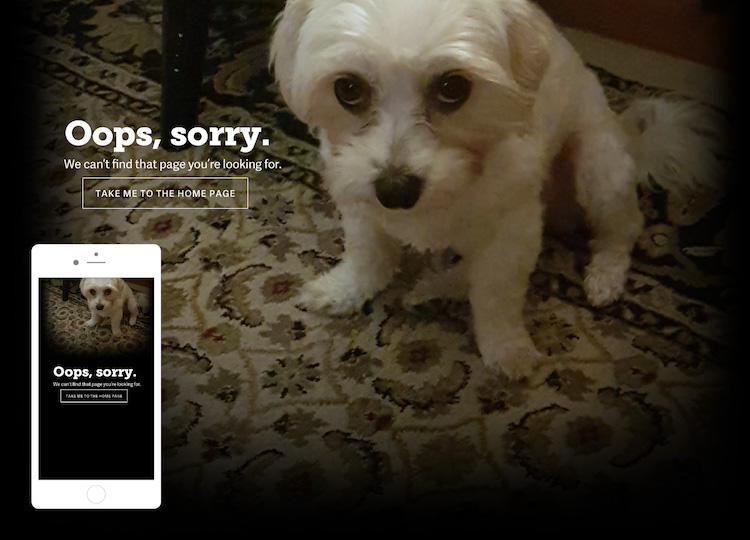 Oops, sorry.
We can't find that page you're looking for.
TAKE ME TO THE HOME PAGE
Oops, sorry.
We can't find that page you're looking for.
TAKE ME TO THE HOME PAGE